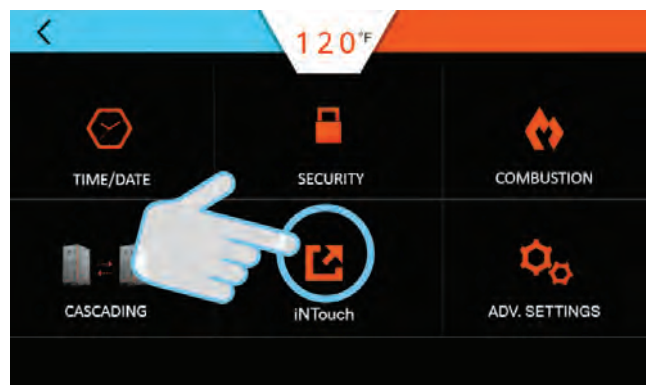 120°F
TIME/DATE
SECURITY
COMBUSTION
CASCADING
iNTouch
ADV. SETTINGS